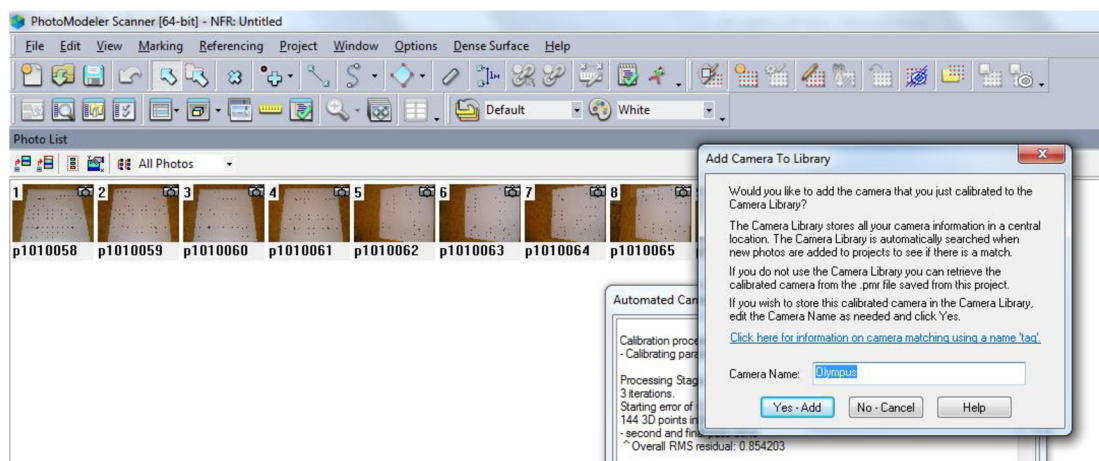 PhotoModeler Scanner [64-bit] - NFR: Untitled
File Edit View Marking Referencing Project Window Options Dense Surface Help
Default White
Photo List
All Photos
1 2 3 4 5 6 7 8
p1010058 p1010059 p1010060 p1010061 p1010062 p1010063 p1010064 p1010065
Add Camera To Library
Would you like to add the camera that you just calibrated to the
Camera Library?
The Camera Library stores all your camera information in a central
location. The Camera Library is automatically searched when
new photos are added to projects to see if there is a match.
If you do not use the Camera Library you can retrieve the
calibrated camera from the .pmr file saved from this project.
If you wish to store this calibrated camera in the Camera Library,
edit the Camera Name as needed and click Yes.
Click here for information on camera matching using a name 'tag'.
Camera Name: Olympus
Yes - Add No - Cancel Help
Automated Cam
Calibration proce
- Calibrating para
Processing Stag
3 iterations.
Starting error of
144 3D points in
- second and final pass done
^ Overall RMS residual: 0.854203